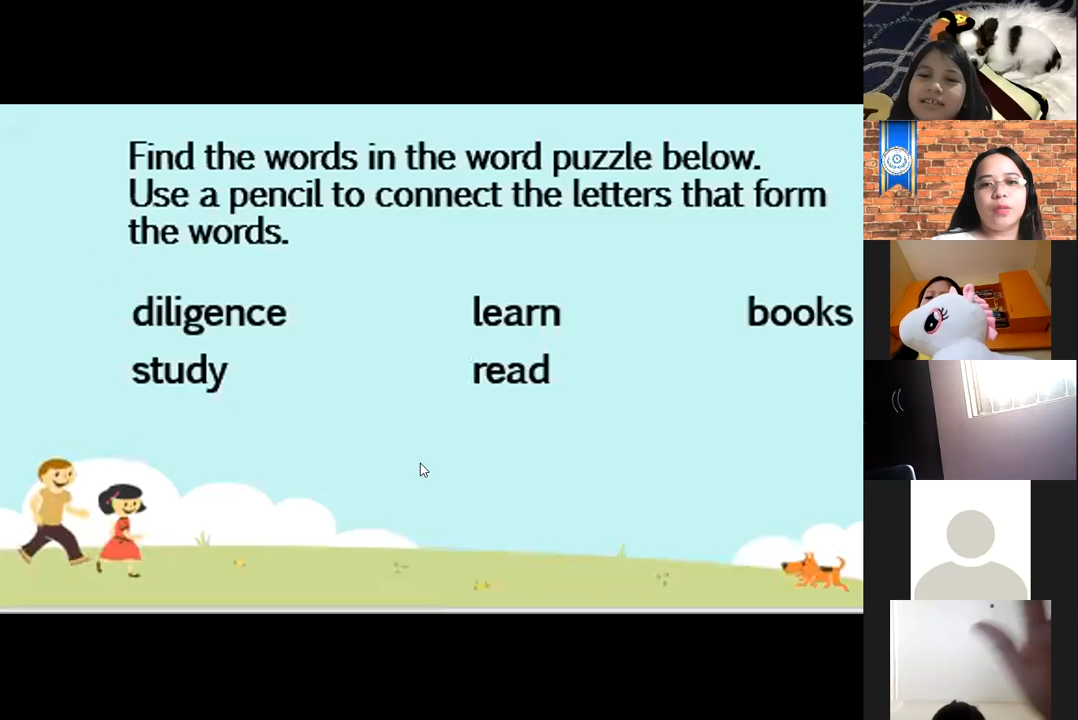 Find the words in the word puzzle below.
Use a pencil to connect the letters that form
the words.
diligence learn books
study read